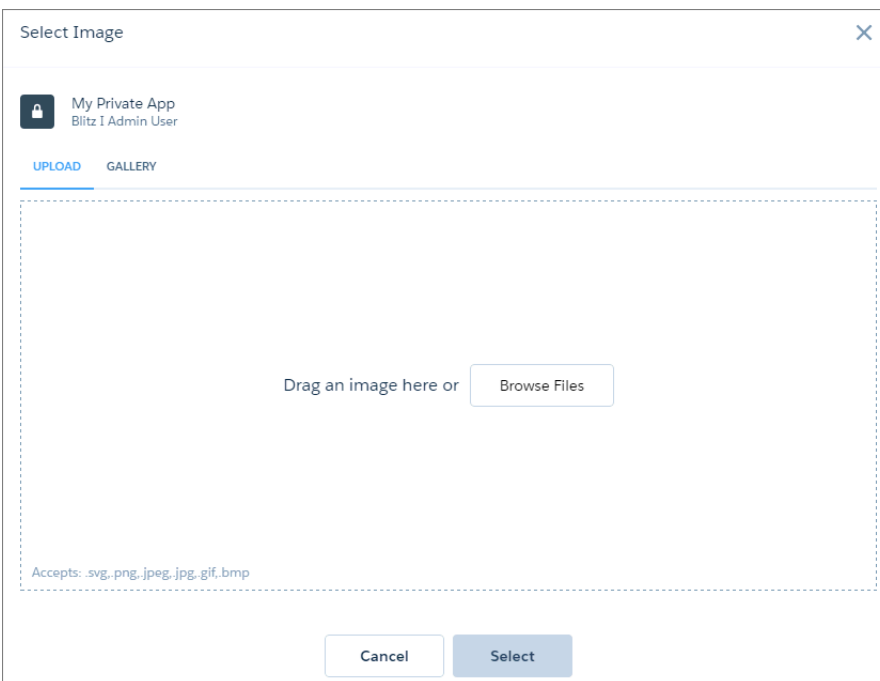 Select Image
My Private App
Blitz I Admin User
UPLOAD GALLERY
Drag an image here or Browse Files
Accepts: .svg,.png,.jpeg,.jpg,.gif,.bmp
Cancel Select